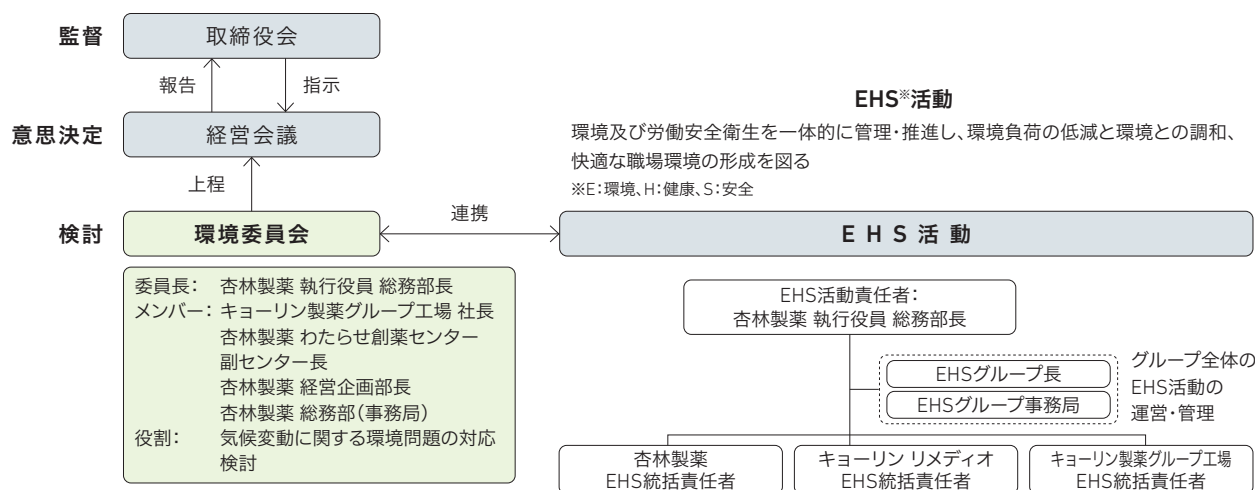 監督
取締役会
報告
指示
意思決定
経営会議
上程
検討
環境委員会
連携
委員長： 杏林製薬 執行役員 総務部長
メンバー： キョーリン製薬グループ工場 社長
杏林製薬 わたらせ創薬センター
副センター長
杏林製薬 経営企画部長
杏林製薬 総務部（事務局）
役割： 気候変動に関する環境問題の対応
検討
EHS※活動
環境及び労働安全衛生を一体的に管理・推進し、環境負荷の低減と環境との調和、
快適な職場環境の形成を図る
※E：環境、H：健康、S：安全
EHS活動
EHS活動責任者：
杏林製薬 執行役員 総務部長
EHSグループ長
EHSグループ事務局
グループ全体の
EHS活動の
運営・管理
杏林製薬
EHS統括責任者
キョーリン リメディオ
EHS統括責任者
キョーリン製薬グループ工場
EHS統括責任者